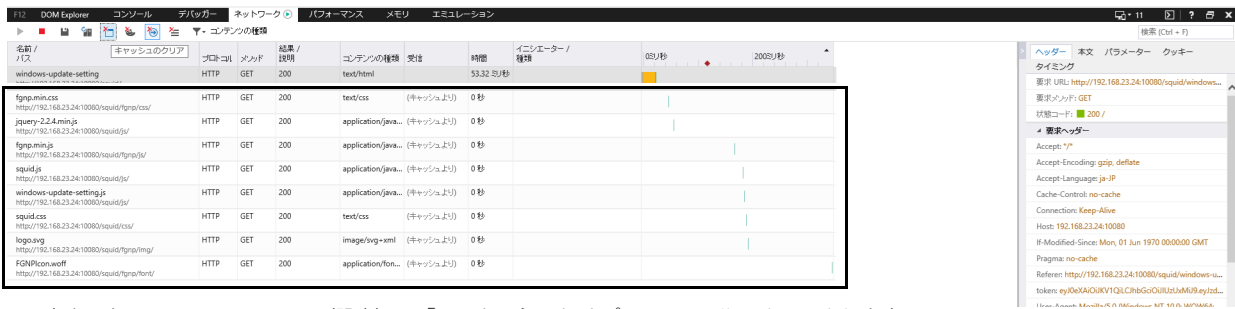 F12 DOM Explorer コンソール デバッガー ネットワーク パフォーマンス メモリ エミュレーション 11 ? 
コンテンツの種類 検索 (Ctrl + F)
名前 / パス キャッシュのクリア プロトコル メソッド 結果 / 説明 コンテンツの種類 受信 時間 イニシエーター / 種類 0ミリ秒 200ミリ秒
windows-update-setting HTTP GET 200 text/html 53.32 ミリ秒
fgnp.min.css HTTP GET 200 text/css (キャッシュより) 0 秒
http://192.168.23.24:10080/squid/fgnp/css/
jquery-2.2.4.min.js HTTP GET 200 application/java... (キャッシュより) 0 秒
http://192.168.23.24:10080/squid/js/
fgnp.min.js HTTP GET 200 application/java... (キャッシュより) 0 秒
http://192.168.23.24:10080/squid/fgnp/js/
squid.js HTTP GET 200 application/java... (キャッシュより) 0 秒
http://192.168.23.24:10080/squid/js/
windows-update-setting.js HTTP GET 200 application/java... (キャッシュより) 0 秒
http://192.168.23.24:10080/squid/js/
squid.css HTTP GET 200 text/css (キャッシュより) 0 秒
http://192.168.23.24:10080/squid/css/
logo.svg HTTP GET 200 image/svg+xml (キャッシュより) 0 秒
http://192.168.23.24:10080/squid/fgnp/img/
FGNPIcon.woff HTTP GET 200 application/fon... (キャッシュより) 0 秒
http://192.168.23.24:10080/squid/fgnp/font/
ヘッダー 本文 パラメーター クッキー
タイミング
要求 URL: http://192.168.23.24:10080/squid/windows...
要求メソッド: GET
状態コード: 200 /
要求ヘッダー
Accept: */*
Accept-Encoding: gzip, deflate
Accept-Language: ja-JP
Cache-Control: no-cache
Connection: Keep-Alive
Host: 192.168.23.24:10080
If-Modified-Since: Mon, 01 Jun 1970 00:00:00 GMT
Pragma: no-cache
Referer: http://192.168.23.24:10080/squid/windows-u...